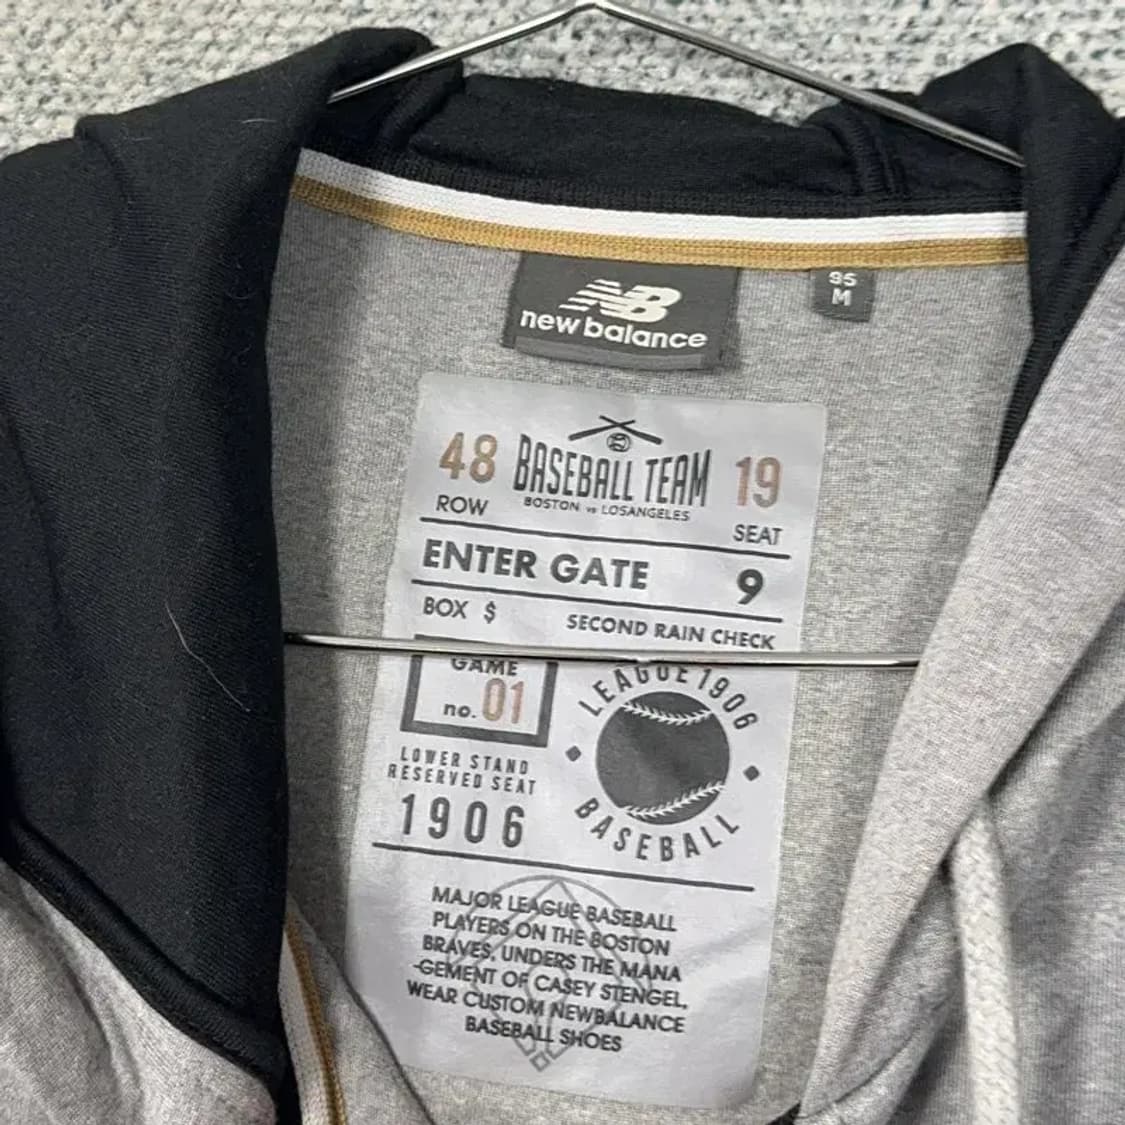 NB
new balance
95
M
48
ROW
BASEBALL TEAM
BOSTON vs LOSANGELES
19
SEAT
ENTER GATE 9
BOX $ SECOND RAIN CHECK
GAME
no. 01
LOWER STAND
RESERVED SEAT
1906
LEAGUE 1906
BASEBALL
MAJOR LEAGUE BASEBALL
PLAYERS ON THE BOSTON
BRAVES, UNDERS THE MANA
-GEMENT OF CASEY STENGEL,
WEAR CUSTOM NEWBALANCE
BASEBALL SHOES